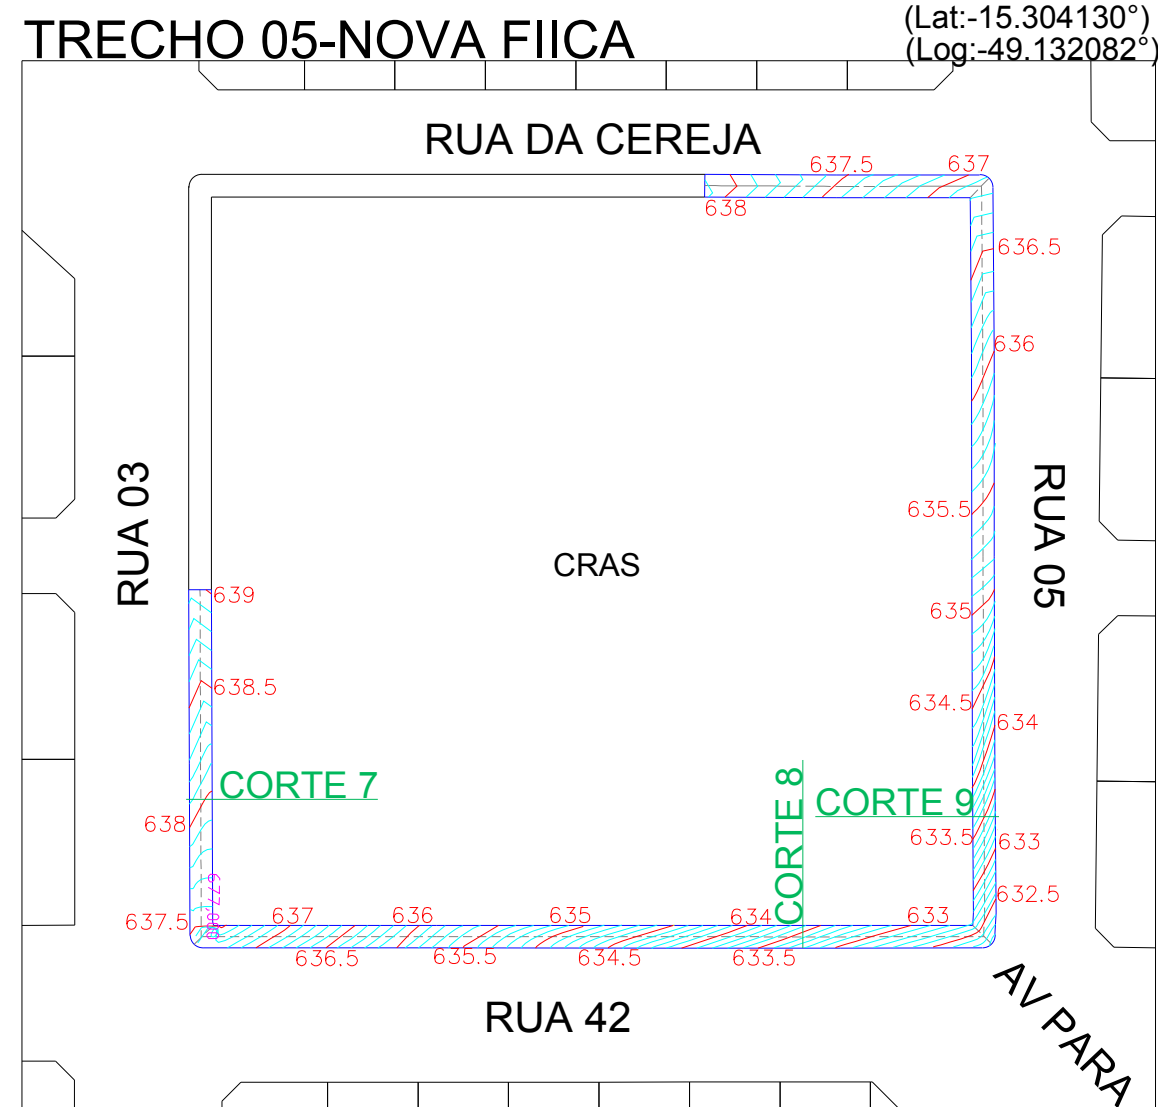 TRECHO 05-NOVA FIICA
(Lat:-15.304130°)
(Log:-49.132082°)
RUA DA CEREJA
637.5
637
638
636.5
636
RUA 03
RUA 05
635.5
CRAS
639
635
638.5
634.5
634
CORTE 7
CORTE 8
CORTE 9
638
633.5
633
632.5
637.5
637
636
635
634
633
636.5
635.5
634.5
633.5
RUA 42
AV PARA